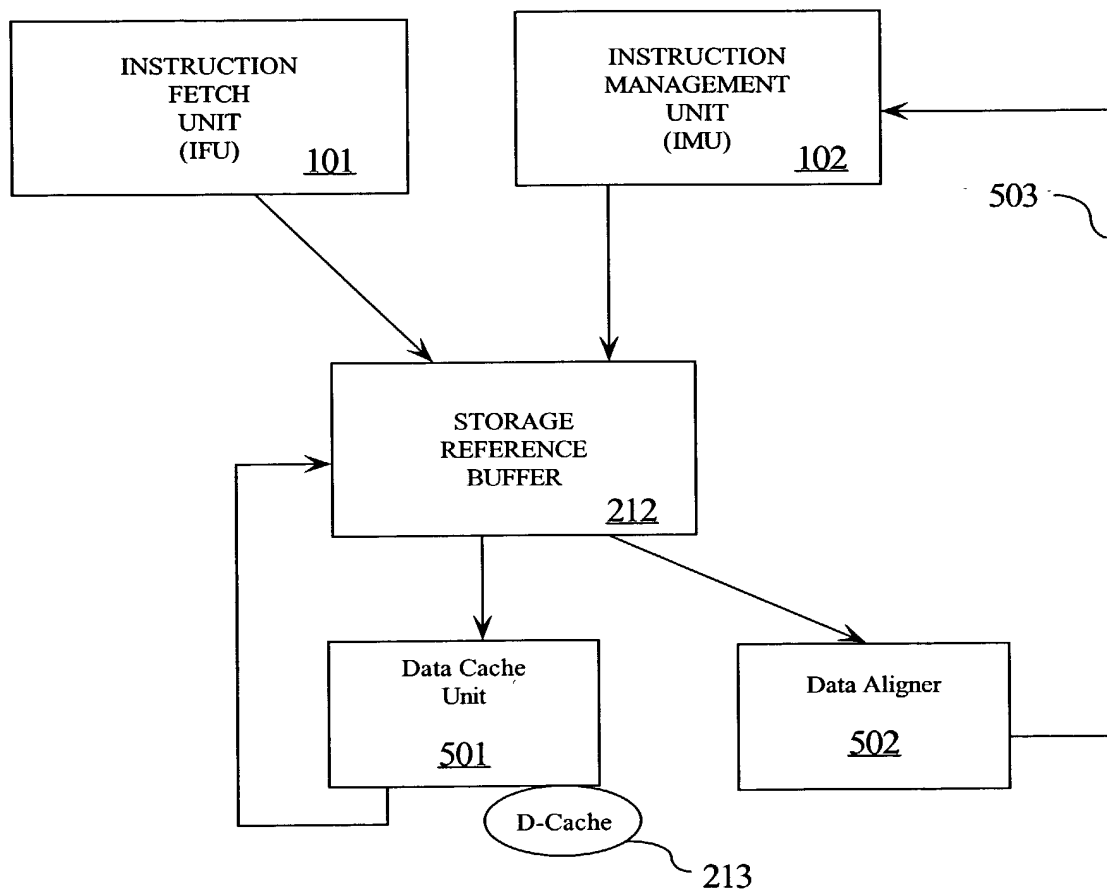 INSTRUCTION
FETCH
UNIT
(IFU)
101
INSTRUCTION
MANAGEMENT
UNIT
(IMU)
102
503
STORAGE
REFERENCE
BUFFER
212
Data Cache
Unit
501
Data Aligner
502
D-Cache
213